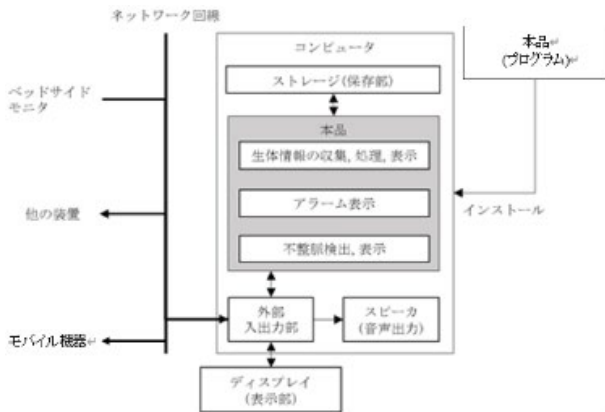 ネットワーク回線
コンピュータ
本品
(プログラム)
ストレージ(保存部)
ベッドサイド
モニタ
本品
生体情報の収集, 処理, 表示
アラーム表示
他の装置
インストール
不整脈検出, 表示
外部
入出力部
スピーカ
(音声出力)
モバイル機器
ディスプレイ
(表示部)